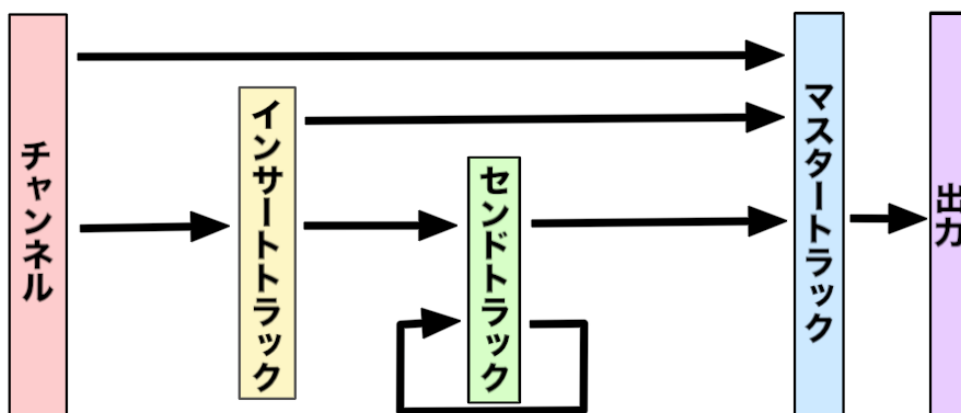 チャンネル
インサートトラック
センドトラック
マスタートラック
出力